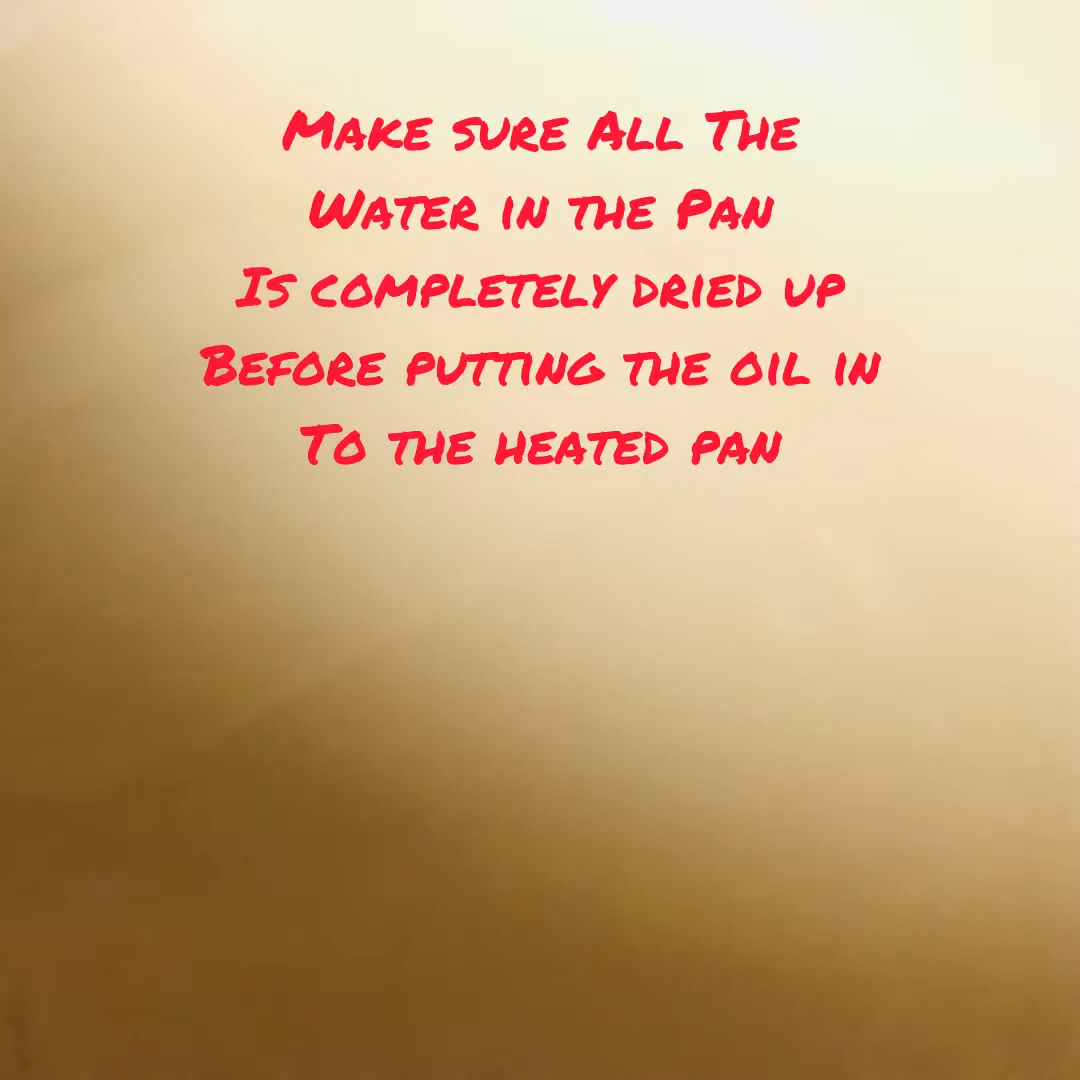 Make sure All The
Water in the Pan
Is completely dried up
Before putting the oil in
To the heated pan